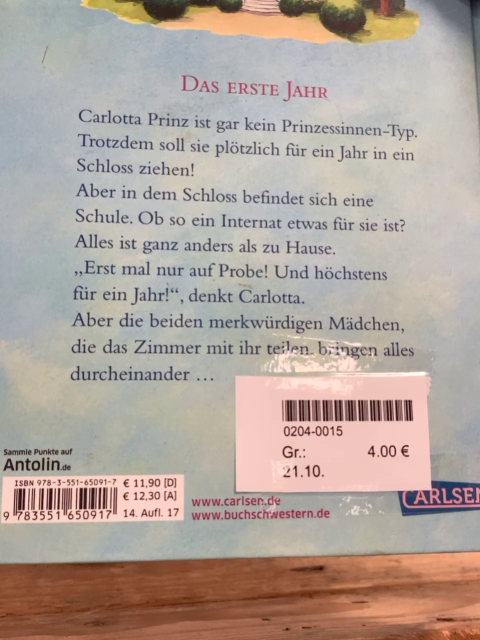 DAS ERSTE JAHR
Carlotta Prinz ist gar kein Prinzessinnen-Typ.
Trotzdem soll sie plötzlich für ein Jahr in ein
Schloss ziehen!
Aber in dem Schloss befindet sich eine
Schule. Ob so ein Internat etwas für sie ist?
Alles ist ganz anders als zu Hause.
„Erst mal nur auf Probe! Und höchstens
für ein Jahr!“, denkt Carlotta.
Aber die beiden merkwürdigen Mädchen,
die das Zimmer mit ihr teilen, bringen alles
durcheinander …
0204-0015
Gr.: 4.00 €
21.10.
Sammle Punkte auf
Antolin.de
ISBN 978-3-551-65091-7
€ 11,90 [D]
€ 12,30 [A]
9 783551 650917
14. Aufl. 17
www.carlsen.de
www.buchschwestern.de
CARLSEN